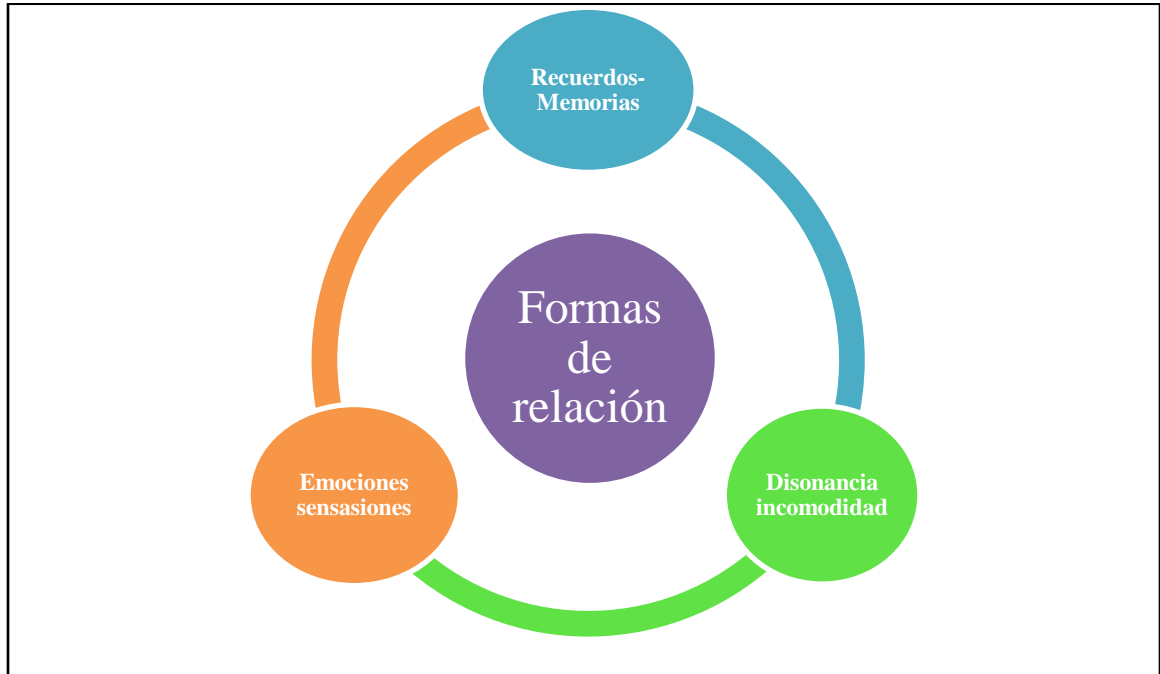 Recuerdos-
Memorias
Formas
de
relación
Emociones
sensasiones
Disonancia
incomodidad